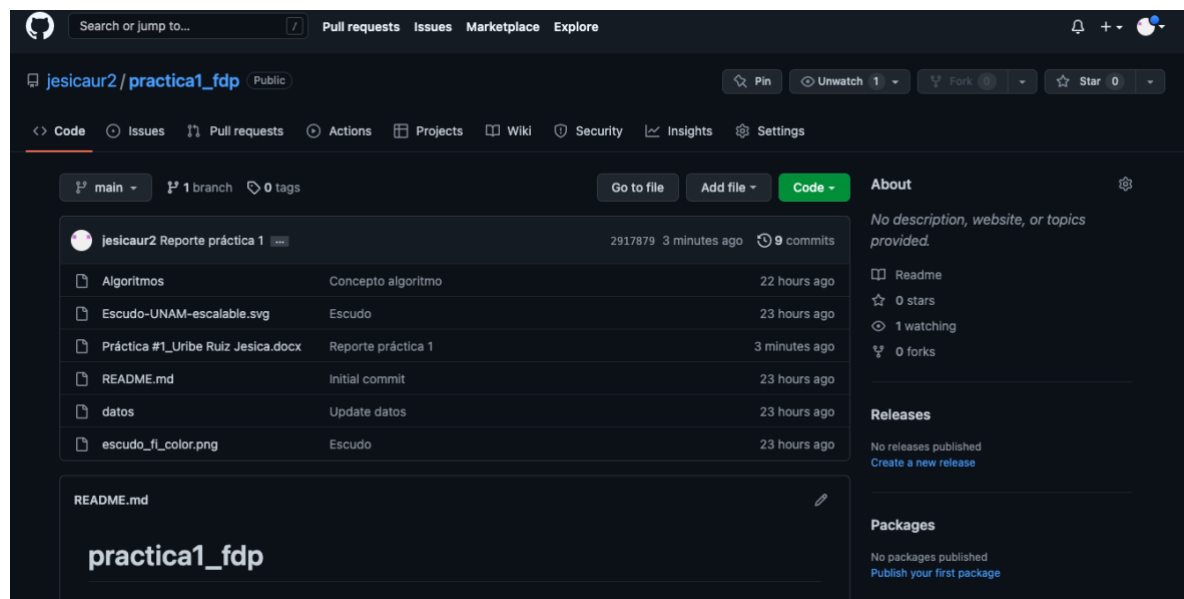 Search or jump to... / Pull requests Issues Marketplace Explore
jesicaur2 / practica1_fdp Public Pin Unwatch 1 Fork 0 Star 0
Code Issues Pull requests Actions Projects Wiki Security Insights Settings
main 1 branch 0 tags Go to file Add file Code
jesicaur2 Reporte práctica 1 ... 2917879 3 minutes ago 9 commits
Algoritmos Concepto algoritmo 22 hours ago
Escudo-UNAM-escalable.svg Escudo 23 hours ago
Práctica #1_Uribe Ruiz Jesica.docx Reporte práctica 1 3 minutes ago
README.md Initial commit 23 hours ago
datos Update datos 23 hours ago
escudo_fi_color.png Escudo 23 hours ago
README.md
practica1_fdp
About
No description, website, or topics
provided.
Readme
0 stars
1 watching
0 forks
Releases
No releases published
Create a new release
Packages
No packages published
Publish your first package